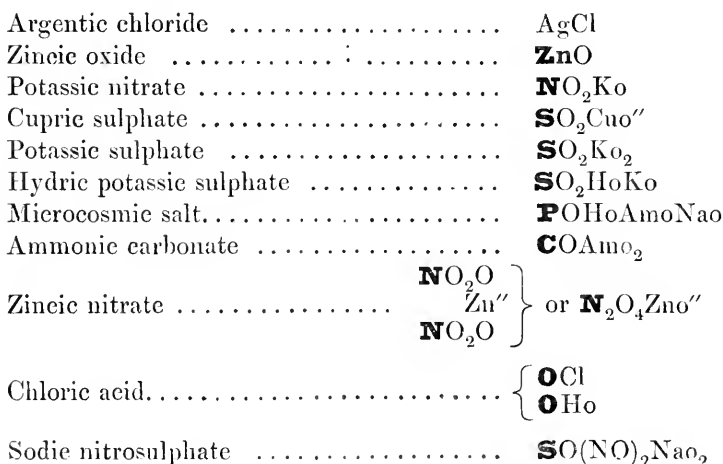 Argentic chloride .................... AgCl
Zincic oxide ........... : .......... ZnO
Potassic nitrate ...................... NO₂Ko
Cupric sulphate ...................... SO₂Cuo″
Potassic sulphate .................... SO₂Ko₂
Hydric potassic sulphate .............. SO₂HoKo
Microcosmic salt...................... POHoAmoNao
Ammonic carbonate .................. COAmo₂
Zincic nitrate ................ NO₂O Zn″ NO₂O } or N₂O₄Zno″
Chloric acid.......................... { OCl OHo
Sodic nitrosulphate .................. SO(NO)₂Nao₂